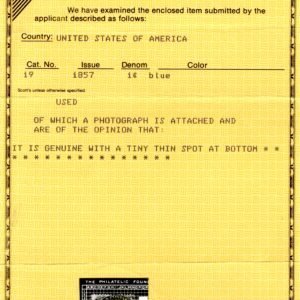 We have examined the enclosed item submitted by the
applicant described as follows:
Country: UNITED STATES OF AMERICA
Cat. No. Issue Denom Color
19 1857 1¢ blue
Scott's unless otherwise specified
USED
OF WHICH A PHOTOGRAPH IS ATTACHED AND
ARE OF THE OPINION THAT:
IT IS GENUINE WITH A TINY THIN SPOT AT BOTTOM * *
* * * * * * * * * * * * *
THE PHILATELIC FOUN